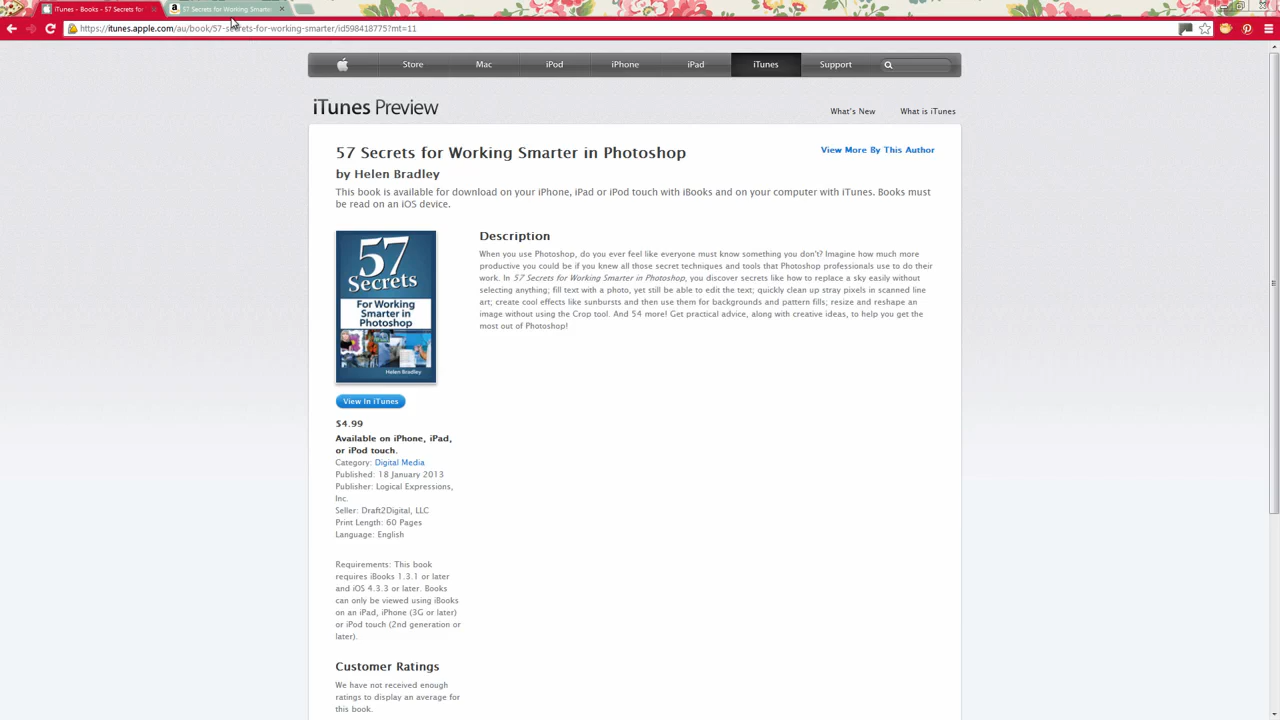 iTunes - Books - 57 Secrets for
57 Secrets for Working Smarte
https://itunes.apple.com/au/book/57-secrets-for-working-smarter/id598418775?mt=11
Store
Mac
iPod
iPhone
iPad
iTunes
Support
iTunes Preview
What's New
What is iTunes
57 Secrets for Working Smarter in Photoshop
View More By This Author
by Helen Bradley
This book is available for download on your iPhone, iPad or iPod touch with iBooks and on your computer with iTunes. Books must
be read on an iOS device.
57
Secrets
For Working
Smarter in
Photoshop
Helen Bradley
Description
When you use Photoshop, do you ever feel like everyone must know something you don't? Imagine how much more
productive you could be if you knew all those secret techniques and tools that Photoshop professionals use to do their
work. In 57 Secrets for Working Smarter in Photoshop, you discover secrets like how to replace a sky easily without
selecting anything; fill text with a photo, yet still be able to edit the text; quickly clean up stray pixels in scanned line
art; create cool effects like sunbursts and then use them for backgrounds and pattern fills; resize and reshape an
image without using the Crop tool. And 54 more! Get practical advice, along with creative ideas, to help you get the
most out of Photoshop!
View In iTunes
$4.99
Available on iPhone, iPad,
or iPod touch.
Category: Digital Media
Published: 18 January 2013
Publisher: Logical Expressions,
Inc.
Seller: Draft2Digital, LLC
Print Length: 60 Pages
Language: English
Requirements: This book
requires iBooks 1.3.1 or later
and iOS 4.3.3 or later. Books
can only be viewed using iBooks
on an iPad, iPhone (3G or later)
or iPod touch (2nd generation or
later).
Customer Ratings
We have not received enough
ratings to display an average for
this book.